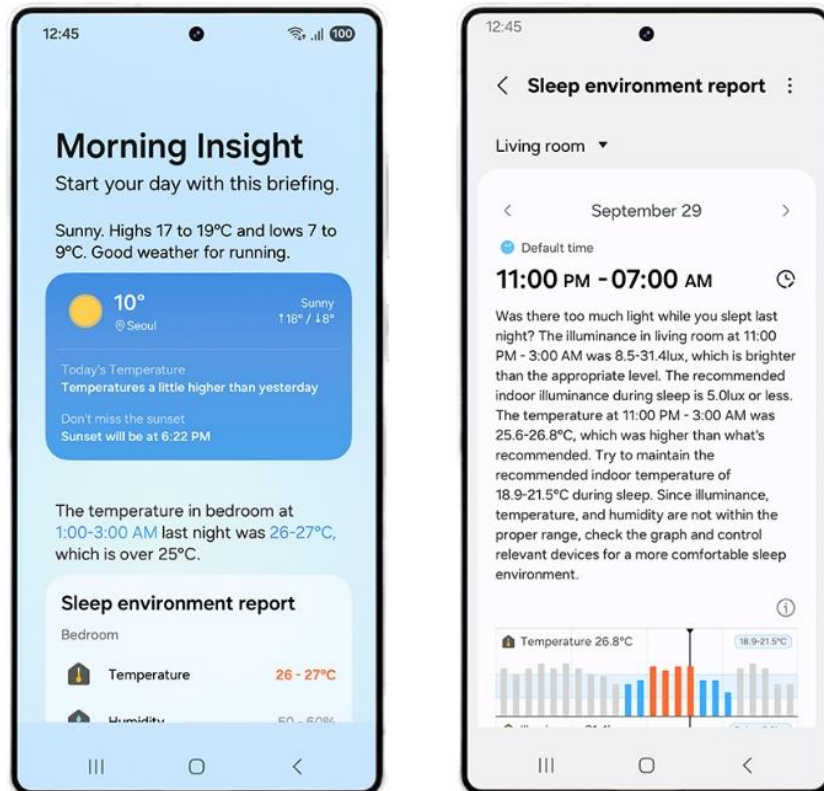 12:45
100
Morning Insight
Start your day with this briefing.
Sunny. Highs 17 to 19°C and lows 7 to
9°C. Good weather for running.
10°
Seoul
Sunny
↑18° / ↓8°
Today's Temperature
Temperatures a little higher than yesterday
Don't miss the sunset
Sunset will be at 6:22 PM
The temperature in bedroom at
1:00-3:00 AM last night was 26-27°C,
which is over 25°C.
Sleep environment report
Bedroom
Temperature
26 - 27°C
Humidity
50 - 60%
12:45
Sleep environment report
Living room
September 29
Default time
11:00 PM - 07:00 AM
Was there too much light while you slept last
night? The illuminance in living room at 11:00
PM - 3:00 AM was 8.5-31.4lux, which is brighter
than the appropriate level. The recommended
indoor illuminance during sleep is 5.0lux or less.
The temperature at 11:00 PM - 3:00 AM was
25.6-26.8°C, which was higher than what's
recommended. Try to maintain the
recommended indoor temperature of
18.9-21.5°C during sleep. Since illuminance,
temperature, and humidity are not within the
proper range, check the graph and control
relevant devices for a more comfortable sleep
environment.
Temperature 26.8°C
18.9-21.5°C